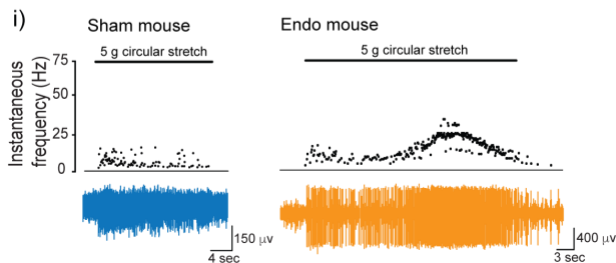 i)
Sham mouse
Endo mouse
5 g circular stretch
5 g circular stretch
Instantaneous
frequency (Hz)
75
50
25
0
150 μv
4 sec
400 μv
3 sec